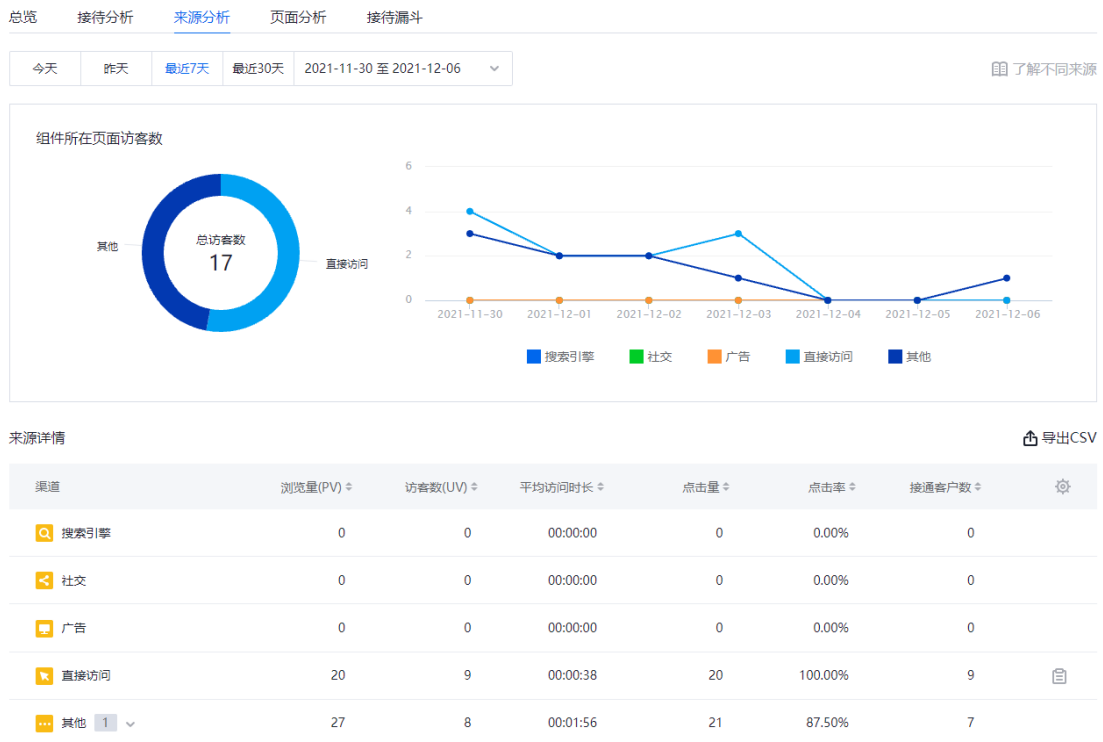 总览 接待分析 来源分析 页面分析 接待漏斗
今天 昨天 最近7天 最近30天 2021-11-30 至 2021-12-06 了解不同来源
组件所在页面访客数
总访客数
17
其他
直接访问
6
4
2
0
2021-11-30 2021-12-01 2021-12-02 2021-12-03 2021-12-04 2021-12-05 2021-12-06
搜索引擎 社交 广告 直接访问 其他
来源详情 导出CSV
渠道 浏览量(PV) 访客数(UV) 平均访问时长 点击量 点击率 接通客户数
搜索引擎 0 0 00:00:00 0 0.00% 0
社交 0 0 00:00:00 0 0.00% 0
广告 0 0 00:00:00 0 0.00% 0
直接访问 20 9 00:00:38 20 100.00% 9
其他 1 27 8 00:01:56 21 87.50% 7